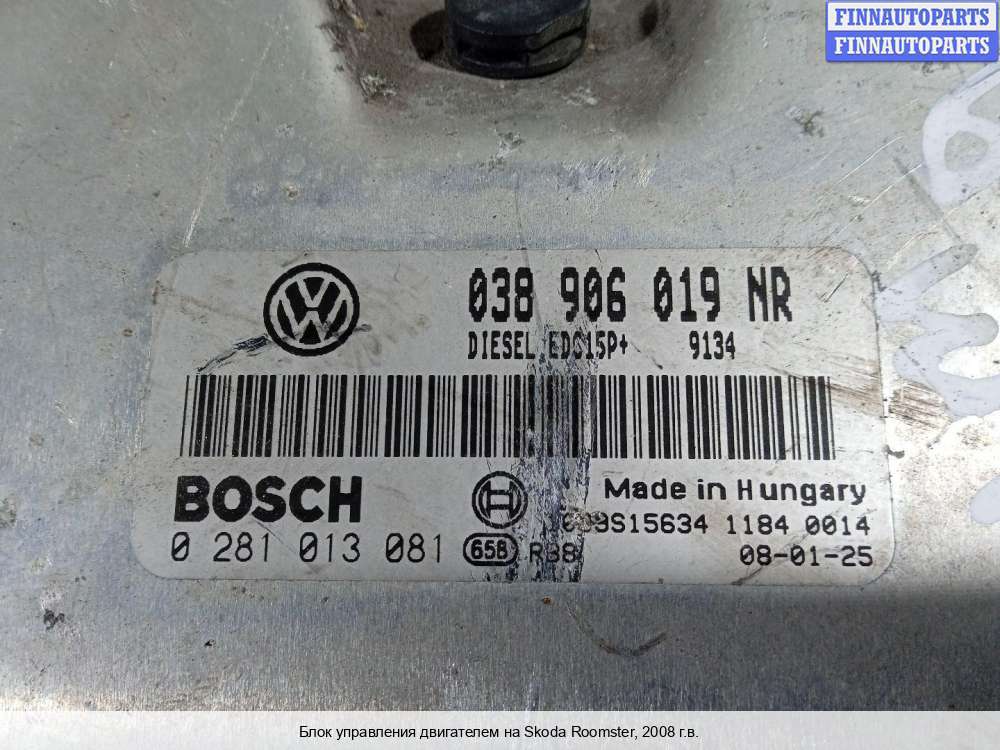 FINNAUTOPARTS
FINNAUTOPARTS
038 906 019 NR
DIESEL EDC15P+ 9134
BOSCH
Made in Hungary
1184 0014
0 281 013 081 658
08-01-25
Блок управления двигателем на Skoda Roomster, 2008 г.в.